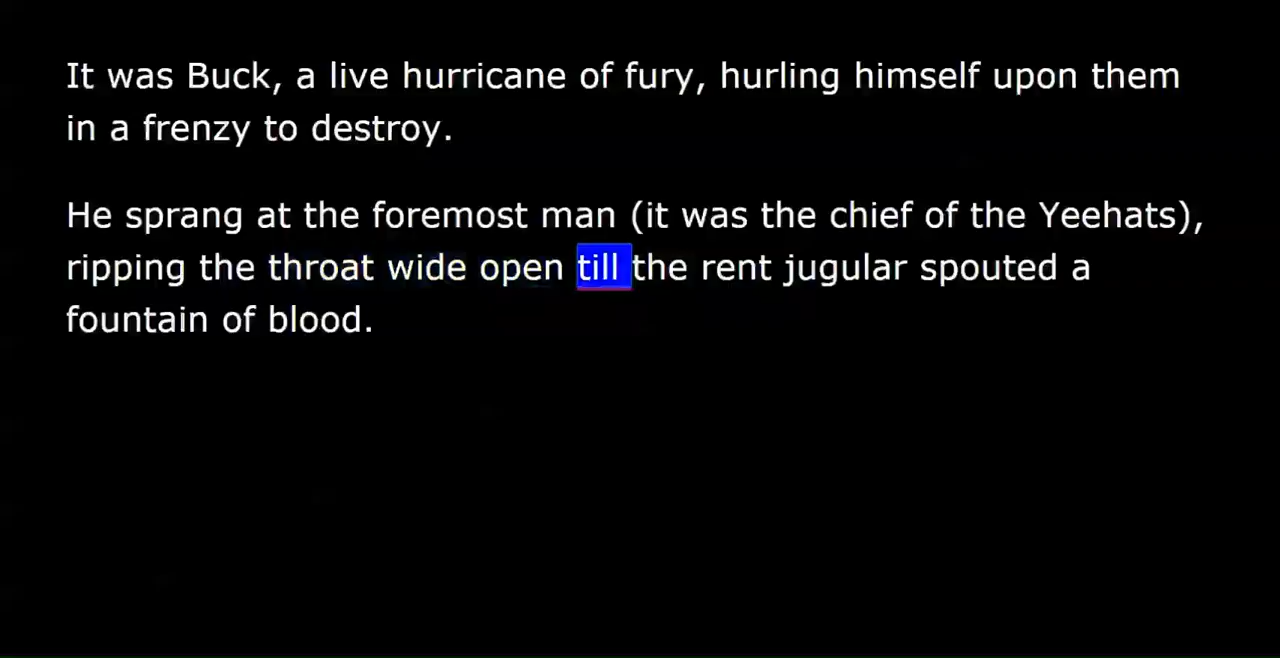 It was Buck, a live hurricane of fury, hurling himself upon them
in a frenzy to destroy.
He sprang at the foremost man (it was the chief of the Yeehats),
ripping the throat wide open till the rent jugular spouted a
fountain of blood.